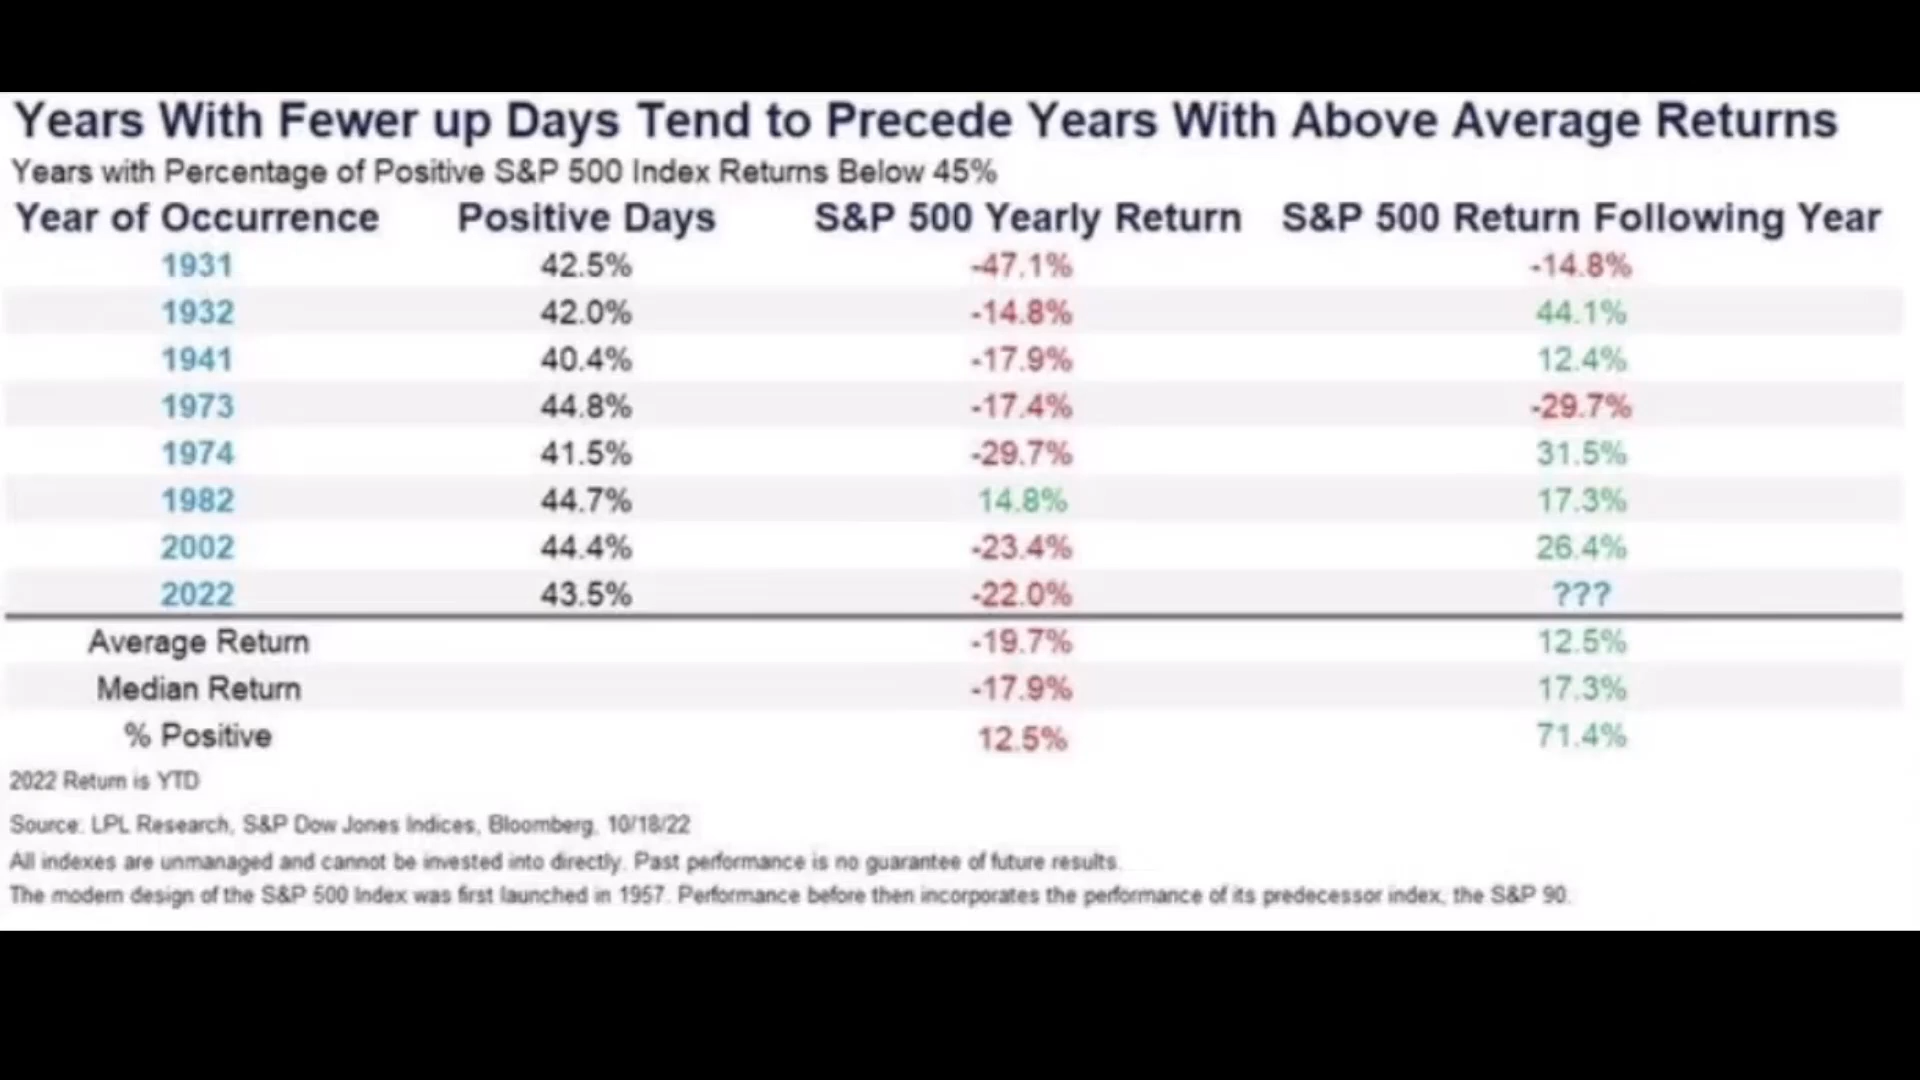 Years With Fewer up Days Tend to Precede Years With Above Average Returns
Years with Percentage of Positive S&P 500 Index Returns Below 45%
Year of Occurrence Positive Days S&P 500 Yearly Return S&P 500 Return Following Year
1931 42.5% -47.1% -14.8%
1932 42.0% -14.8% 44.1%
1941 40.4% -17.9% 12.4%
1973 44.8% -17.4% -29.7%
1974 41.5% -29.7% 31.5%
1982 44.7% 14.8% 17.3%
2002 44.4% -23.4% 26.4%
2022 43.5% -22.0% ???
Average Return -19.7% 12.5%
Median Return -17.9% 17.3%
% Positive 12.5% 71.4%
2022 Return is YTD
Source: LPL Research, S&P Dow Jones Indices, Bloomberg, 10/18/22
All indexes are unmanaged and cannot be invested into directly. Past performance is no guarantee of future results.
The modern design of the S&P 500 Index was first launched in 1957. Performance before then incorporates the performance of its predecessor index, the S&P 90.